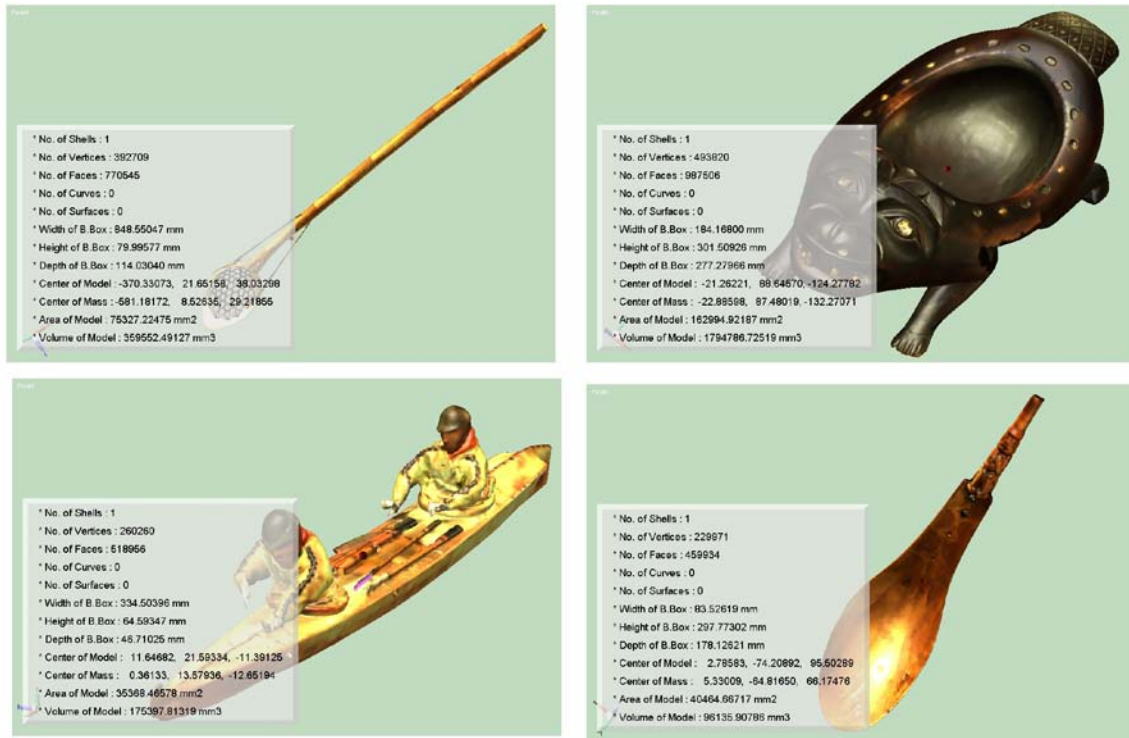 * No. of Shells : 1
* No. of Vertices : 392709
* No. of Faces : 770545
* No. of Curves : 0
* No. of Surfaces : 0
* Width of B.Box : 848.55047 mm
* Height of B.Box : 79.99577 mm
* Depth of B.Box : 114.03040 mm
* Center of Model : -370.33073, 21.65158, 38.03298
* Center of Mass : -581.18172, 8.52635, 29.21855
* Area of Model : 75327.22475 mm2
* Volume of Model : 359552.49127 mm3
* No. of Shells : 1
* No. of Vertices : 493820
* No. of Faces : 987506
* No. of Curves : 0
* No. of Surfaces : 0
* Width of B.Box : 184.16800 mm
* Height of B.Box : 301.50926 mm
* Depth of B.Box : 277.27966 mm
* Center of Model : -21.26221, 88.64570, -124.27782
* Center of Mass : -22.88598, 87.48019, -132.27071
* Area of Model : 162994.92187 mm2
* Volume of Model : 1794786.72519 mm3
* No. of Shells : 1
* No. of Vertices : 260260
* No. of Faces : 518956
* No. of Curves : 0
* No. of Surfaces : 0
* Width of B.Box : 334.50396 mm
* Height of B.Box : 64.59347 mm
* Depth of B.Box : 46.71025 mm
* Center of Model : 11.64682, 21.59334, -11.39125
* Center of Mass : 0.36133, 13.57936, -12.65194
* Area of Model : 35368.46578 mm2
* Volume of Model : 175397.81319 mm3
* No. of Shells : 1
* No. of Vertices : 229971
* No. of Faces : 459934
* No. of Curves : 0
* No. of Surfaces : 0
* Width of B.Box : 83.52619 mm
* Height of B.Box : 297.77302 mm
* Depth of B.Box : 178.12621 mm
* Center of Model : 2.78583, -74.20892, 95.50289
* Center of Mass : 5.33009, -64.81650, 66.17476
* Area of Model : 40464.66717 mm2
* Volume of Model : 96135.90786 mm3